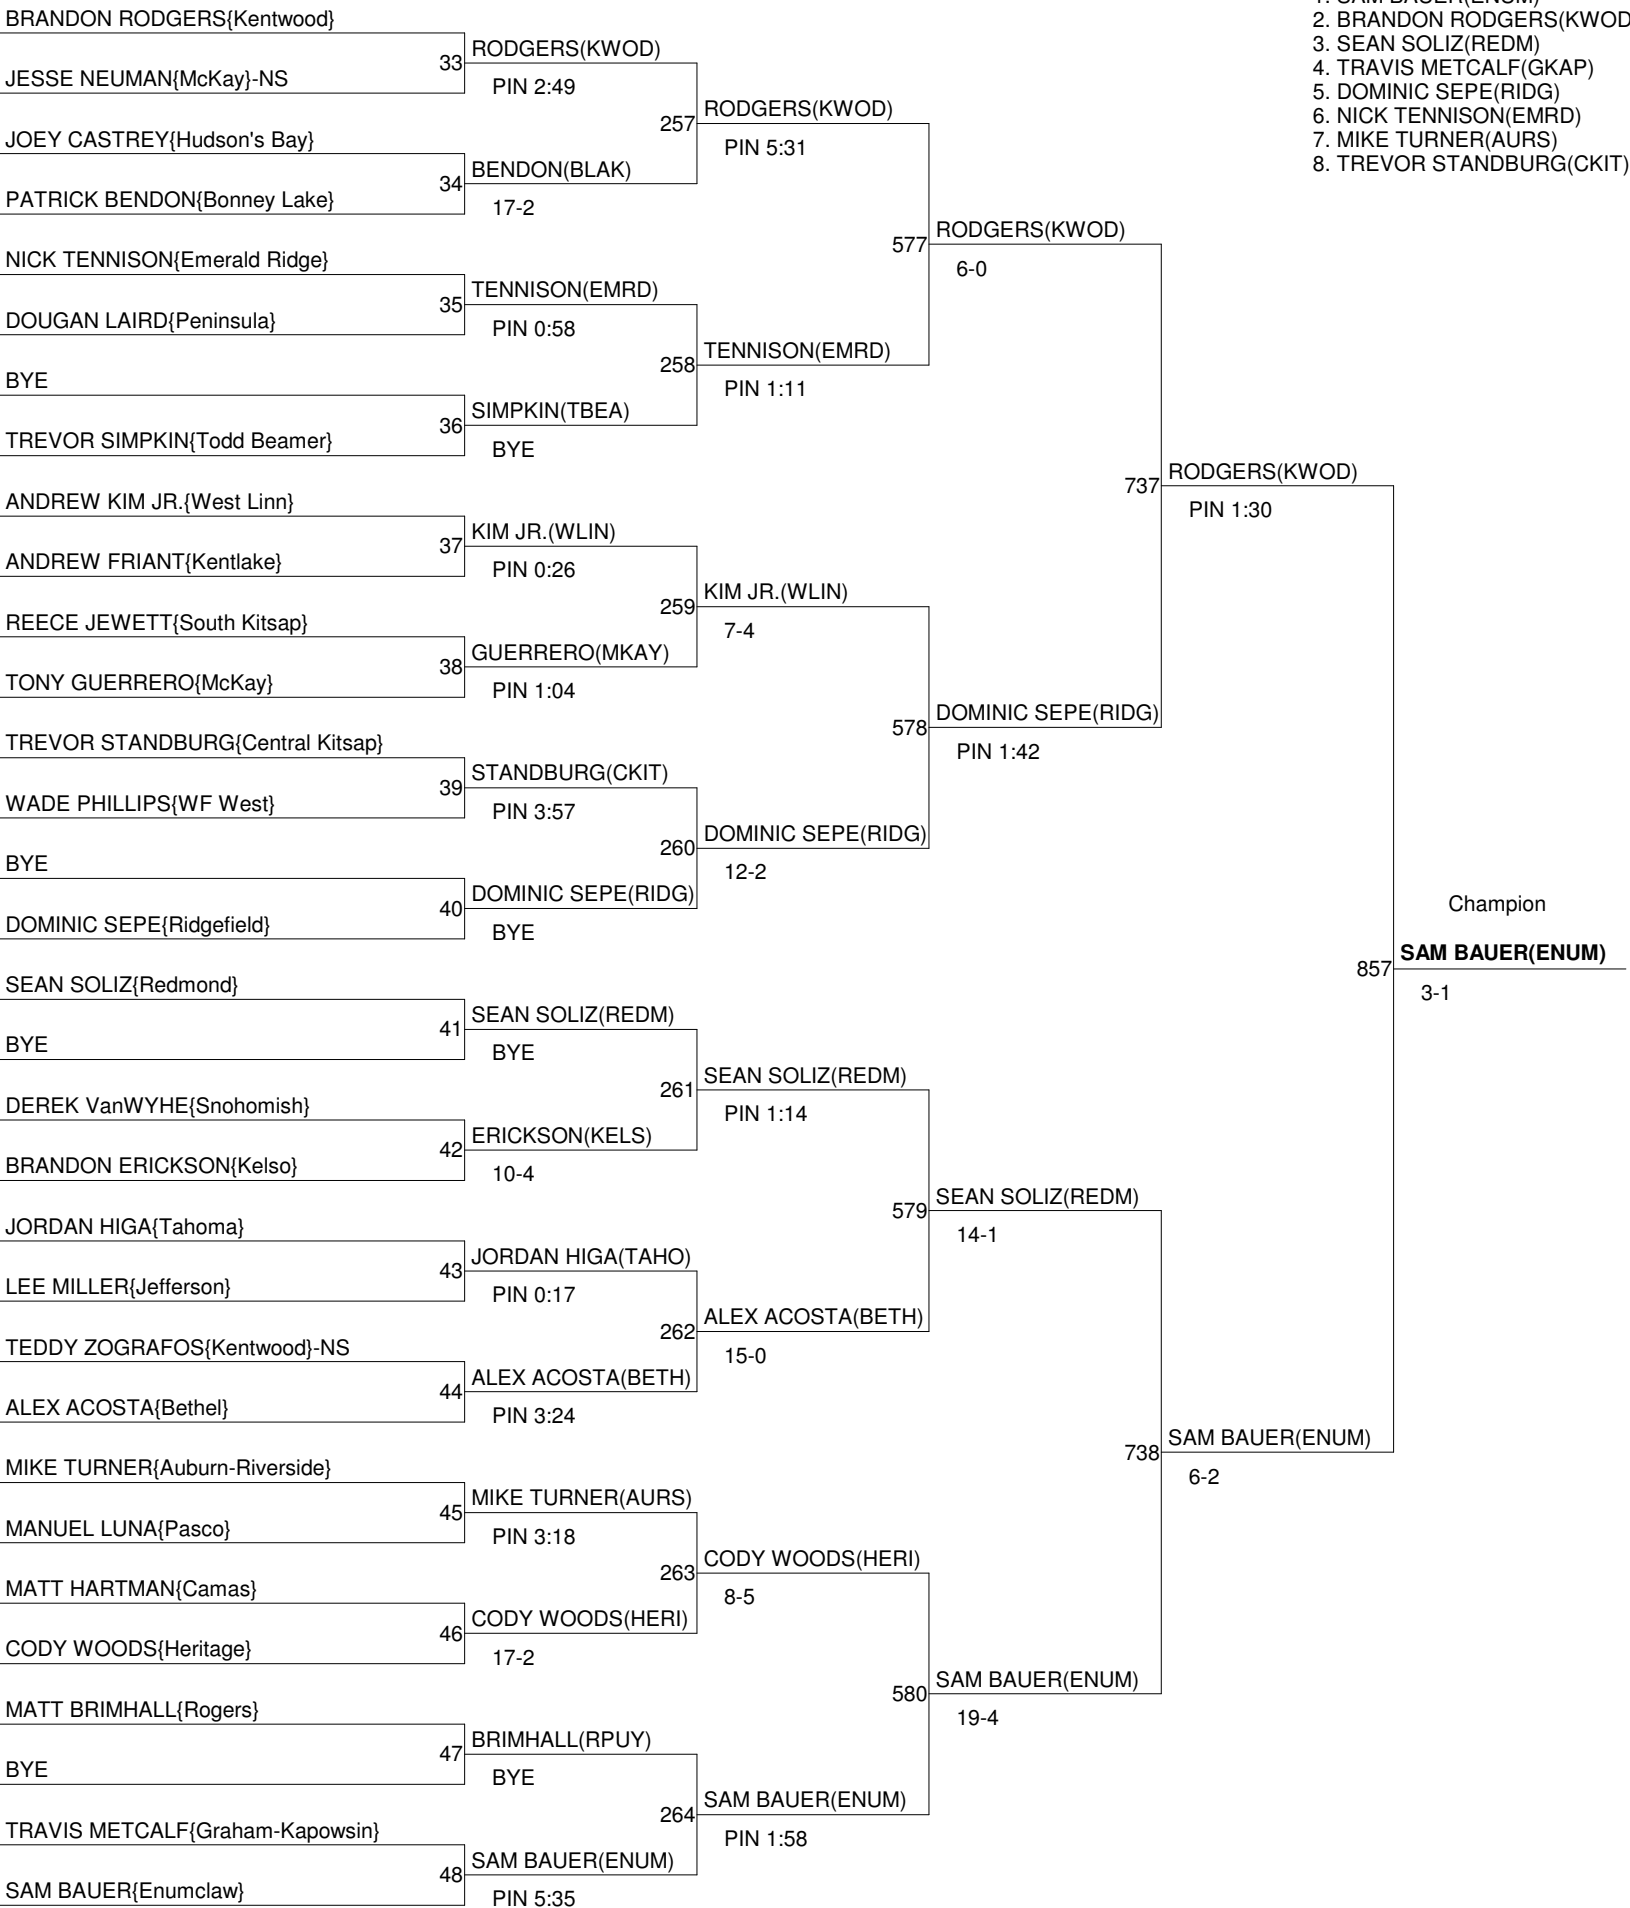 1. SAM BAUER(ENUM)
2. BRANDON RODGERS(KWOD
3. SEAN SOLIZ(REDM)
4. TRAVIS METCALF(GKAP)
5. DOMINIC SEPE(RIDG)
6. NICK TENNISON(EMRD)
7. MIKE TURNER(AURS)
8. TREVOR STANDBURG(CKIT)
BRANDON RODGERS{Kentwood}
33 RODGERS(KWOD)
JESSE NEUMAN{McKay}-NS
PIN 2:49
257 RODGERS(KWOD)
PIN 5:31
JOEY CASTREY{Hudson's Bay}
34 BENDON(BLAK)
PATRICK BENDON{Bonney Lake}
17-2
577 RODGERS(KWOD)
6-0
NICK TENNISON{Emerald Ridge}
35 TENNISON(EMRD)
DOUGAN LAIRD{Peninsula}
PIN 0:58
258 TENNISON(EMRD)
PIN 1:11
BYE
36 SIMPKIN(TBEA)
TREVOR SIMPKIN{Todd Beamer}
BYE
737 RODGERS(KWOD)
PIN 1:30
ANDREW KIM JR.{West Linn}
37 KIM JR.(WLIN)
ANDREW FRIANT{Kentlake}
PIN 0:26
259 KIM JR.(WLIN)
7-4
REECE JEWETT{South Kitsap}
38 GUERRERO(MKAY)
TONY GUERRERO{McKay}
PIN 1:04
578 DOMINIC SEPE(RIDG)
PIN 1:42
TREVOR STANDBURG{Central Kitsap}
39 STANDBURG(CKIT)
WADE PHILLIPS{WF West}
PIN 3:57
260 DOMINIC SEPE(RIDG)
12-2
BYE
40 DOMINIC SEPE(RIDG)
DOMINIC SEPE{Ridgefield}
BYE
Champion
857 SAM BAUER(ENUM)
3-1
SEAN SOLIZ{Redmond}
41 SEAN SOLIZ(REDM)
BYE
BYE
261 SEAN SOLIZ(REDM)
PIN 1:14
DEREK VanWYHE{Snohomish}
42 ERICKSON(KELS)
BRANDON ERICKSON{Kelso}
10-4
579 SEAN SOLIZ(REDM)
14-1
JORDAN HIGA{Tahoma}
43 JORDAN HIGA(TAHO)
LEE MILLER{Jefferson}
PIN 0:17
262 ALEX ACOSTA(BETH)
15-0
TEDDY ZOGRAFOS{Kentwood}-NS
44 ALEX ACOSTA(BETH)
ALEX ACOSTA{Bethel}
PIN 3:24
738 SAM BAUER(ENUM)
6-2
MIKE TURNER{Auburn-Riverside}
45 MIKE TURNER(AURS)
MANUEL LUNA{Pasco}
PIN 3:18
263 CODY WOODS(HERI)
8-5
MATT HARTMAN{Camas}
46 CODY WOODS(HERI)
CODY WOODS{Heritage}
17-2
580 SAM BAUER(ENUM)
19-4
MATT BRIMHALL{Rogers}
47 BRIMHALL(RPUY)
BYE
BYE
264 SAM BAUER(ENUM)
PIN 1:58
TRAVIS METCALF{Graham-Kapowsin}
48 SAM BAUER(ENUM)
SAM BAUER{Enumclaw}
PIN 5:35